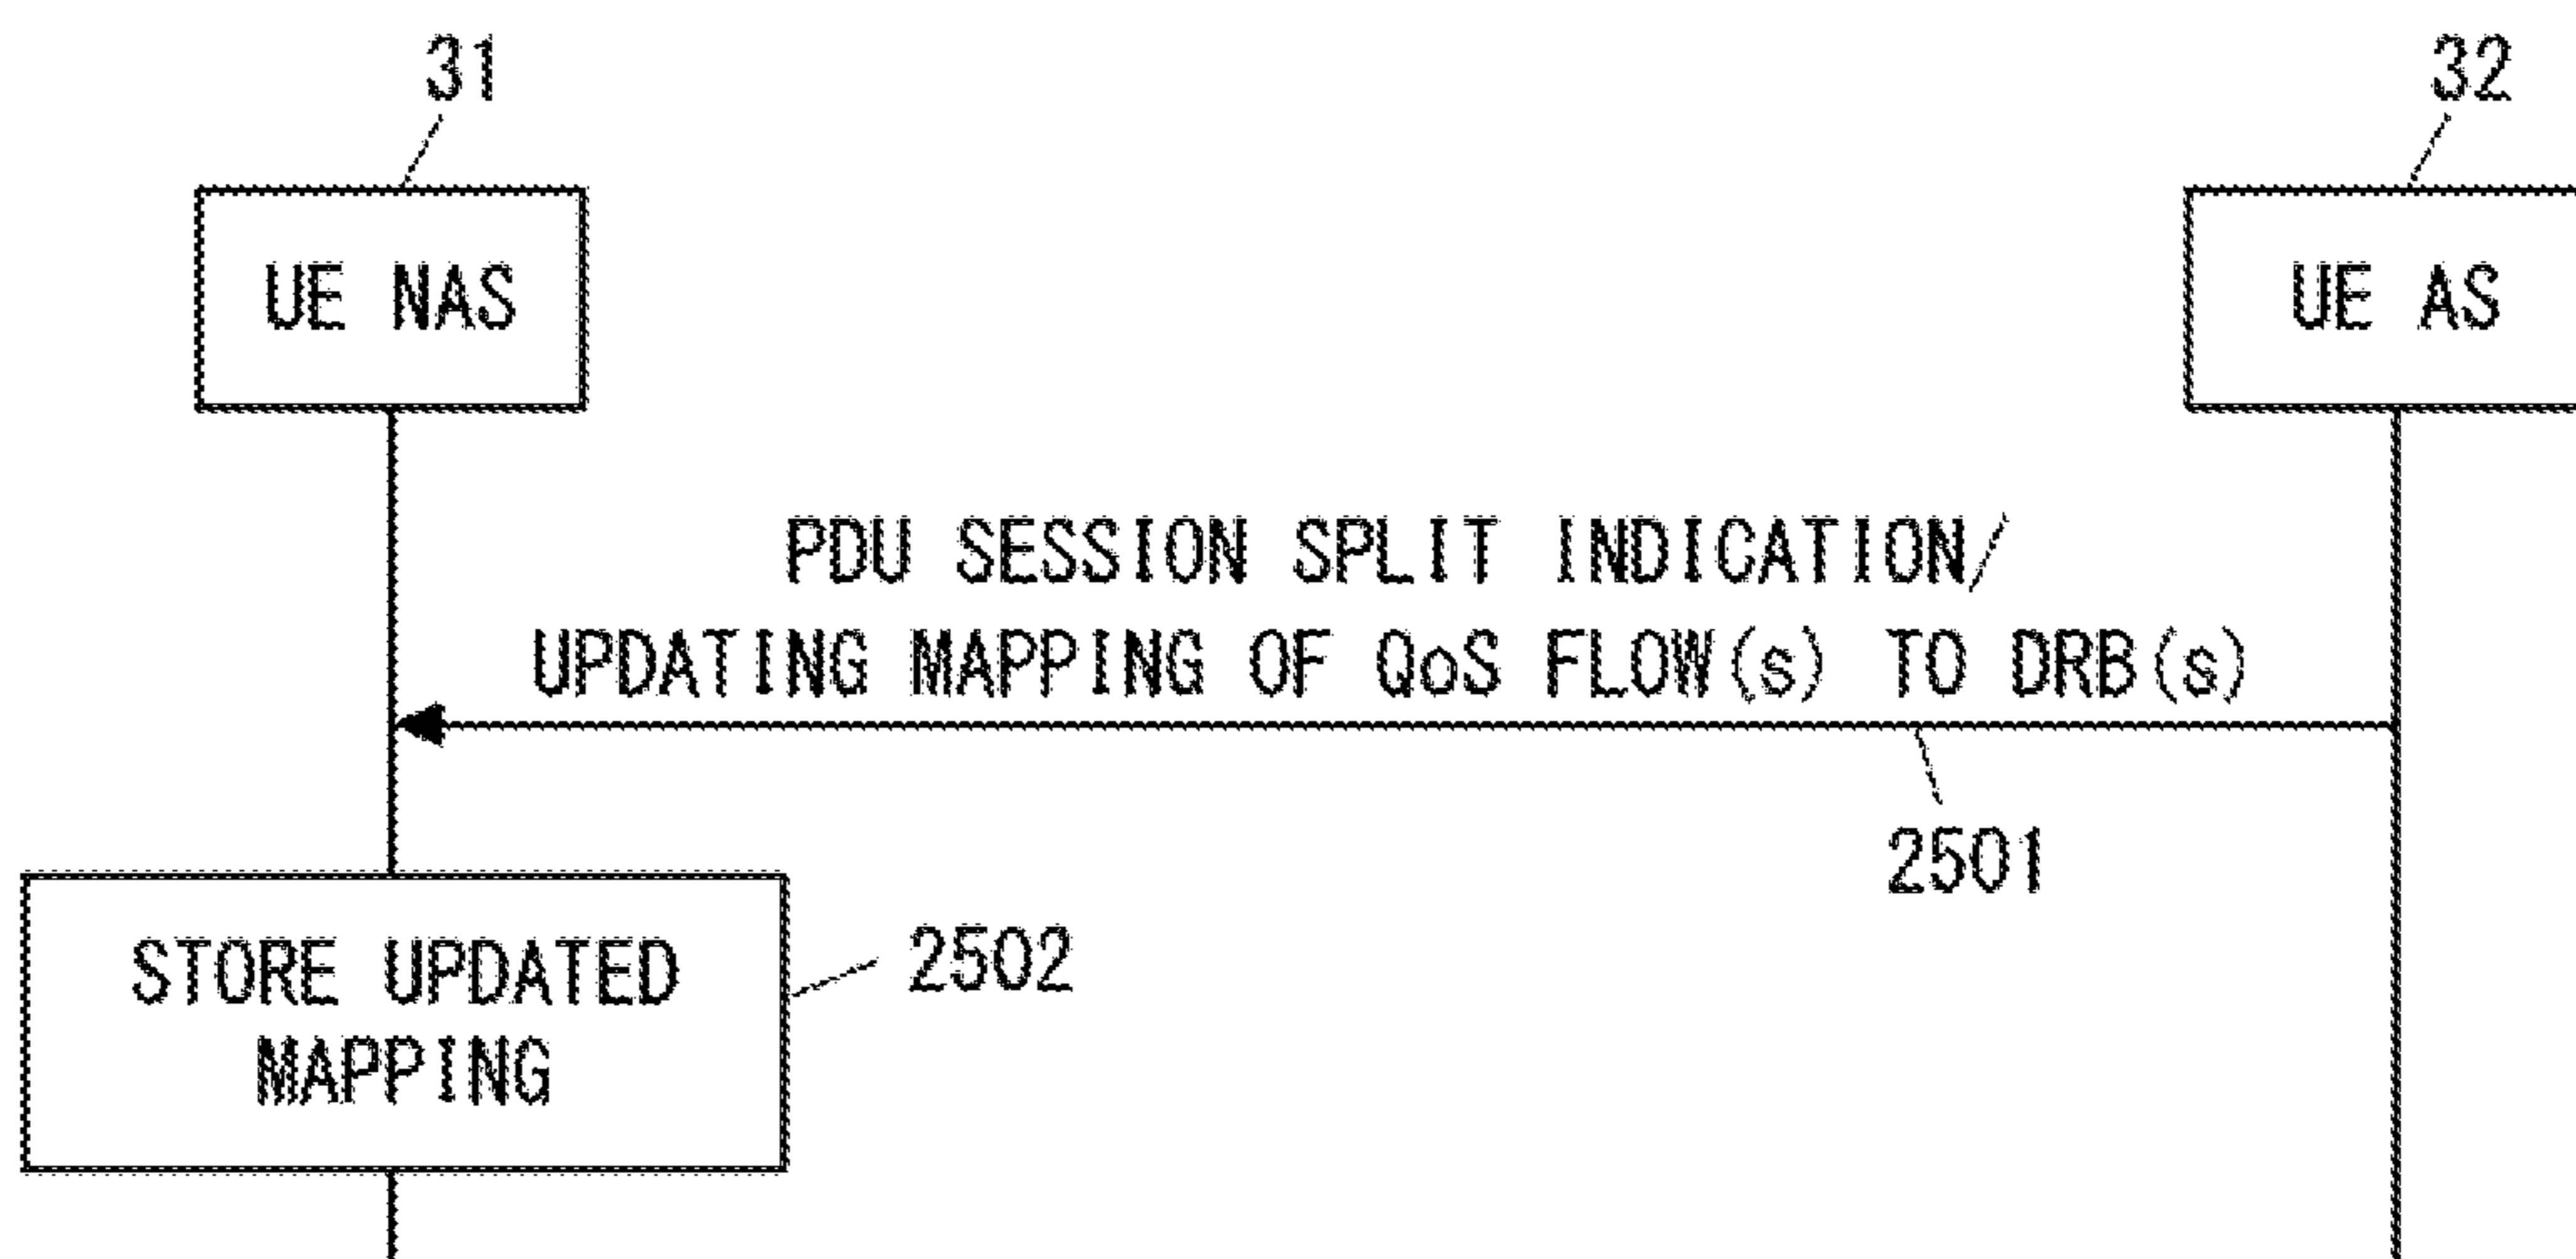 31
32
UE NAS
UE AS
PDU SESSION SPLIT INDICATION/
UPDATING MAPPING OF QoS FLOW(s) TO DRB(s)
2501
STORE UPDATED
MAPPING
2502